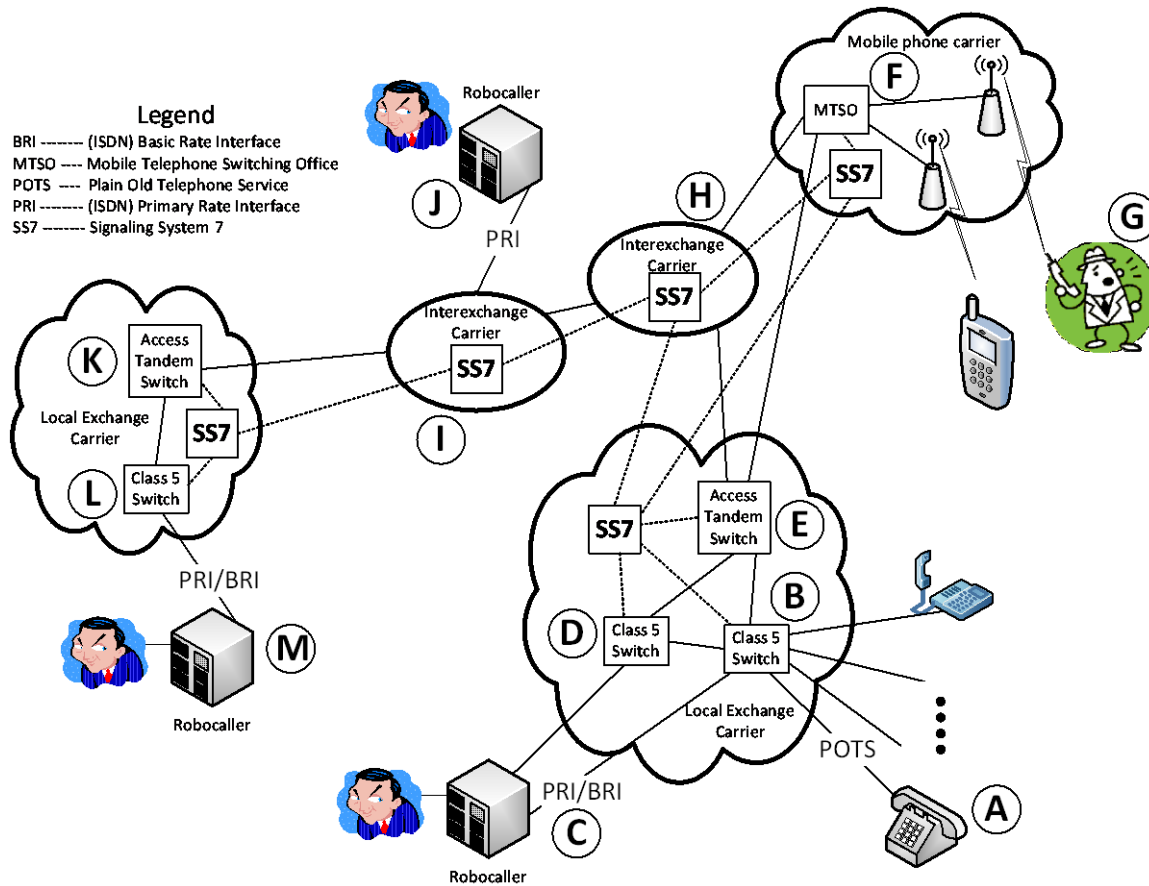 Legend
BRI ------- (ISDN) Basic Rate Interface
MTSO ---- Mobile Telephone Switching Office
POTS ---- Plain Old Telephone Service
PRI ------- (ISDN) Primary Rate Interface
SS7 ------- Signaling System 7
Robocaller
J
PRI
Mobile phone carrier
F
MTSO
SS7
G
H
Interexchange
Carrier
SS7
Interexchange
Carrier
SS7
I
K
Access
Tandem
Switch
Local Exchange
Carrier
SS7
L
Class 5
Switch
PRI/BRI
M
Robocaller
SS7
Access
Tandem
Switch
E
B
D
Class 5
Switch
Class 5
Switch
Local Exchange
Carrier
POTS
A
PRI/BRI
C
Robocaller